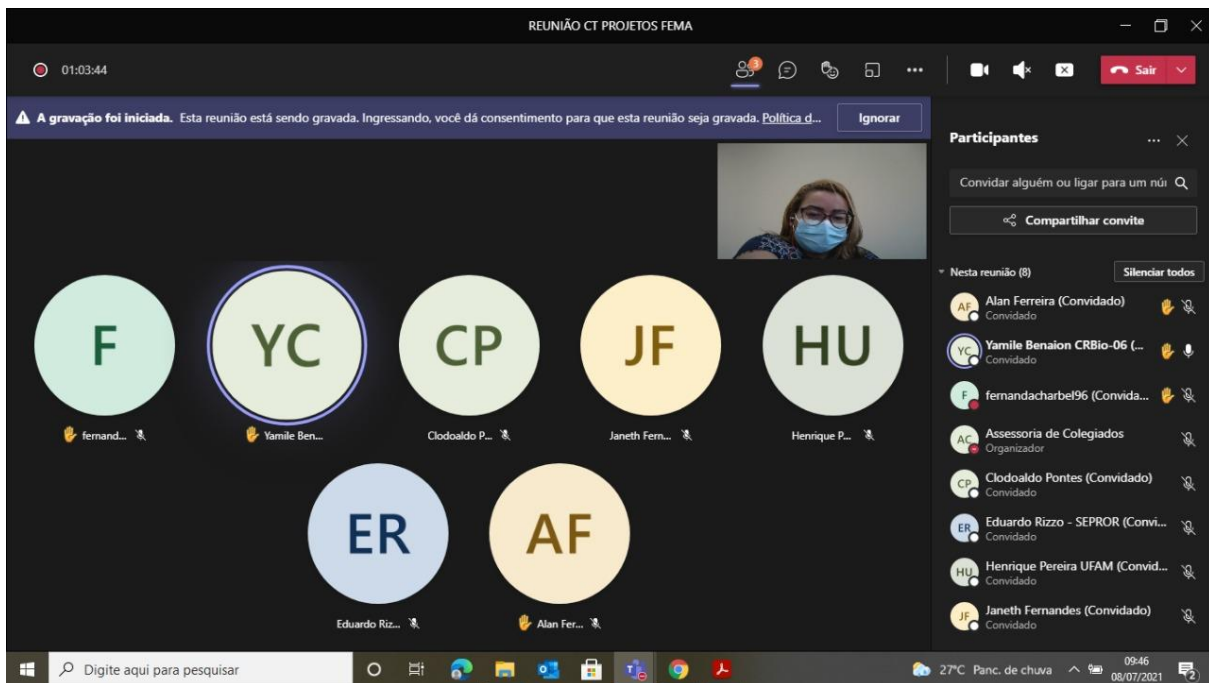 REUNIÃO CT PROJETOS FEMA
01:03:44
3
Sair
A gravação foi iniciada. Esta reunião está sendo gravada. Ingressando, você dá consentimento para que esta reunião seja gravada. Política d...
Ignorar
F
YC
CP
JF
HU
fernand...
Yamile Ben...
Clodoaldo P...
Janeth Fern...
Henrique P...
ER
AF
Eduardo Riz...
Alan Fer...
Participantes
Convidar alguém ou ligar para um nú
Compartilhar convite
Nesta reunião (8)
Silenciar todos
AF
Alan Ferreira (Convidado)
Convidado
YC
Yamile Benaion CRBio-06 (...
Convidado
F
fernandacharbel96 (Convida...
Convidado
AC
Assessoria de Colegiados
Organizador
CP
Clodoaldo Pontes (Convidado)
Convidado
ER
Eduardo Rizzo - SEPROR (Convi...
Convidado
HU
Henrique Pereira UFAM (Convid...
Convidado
JF
Janeth Fernandes (Convidado)
Convidado
Digite aqui para pesquisar
27°C Panc. de chuva
09:46
08/07/2021
2